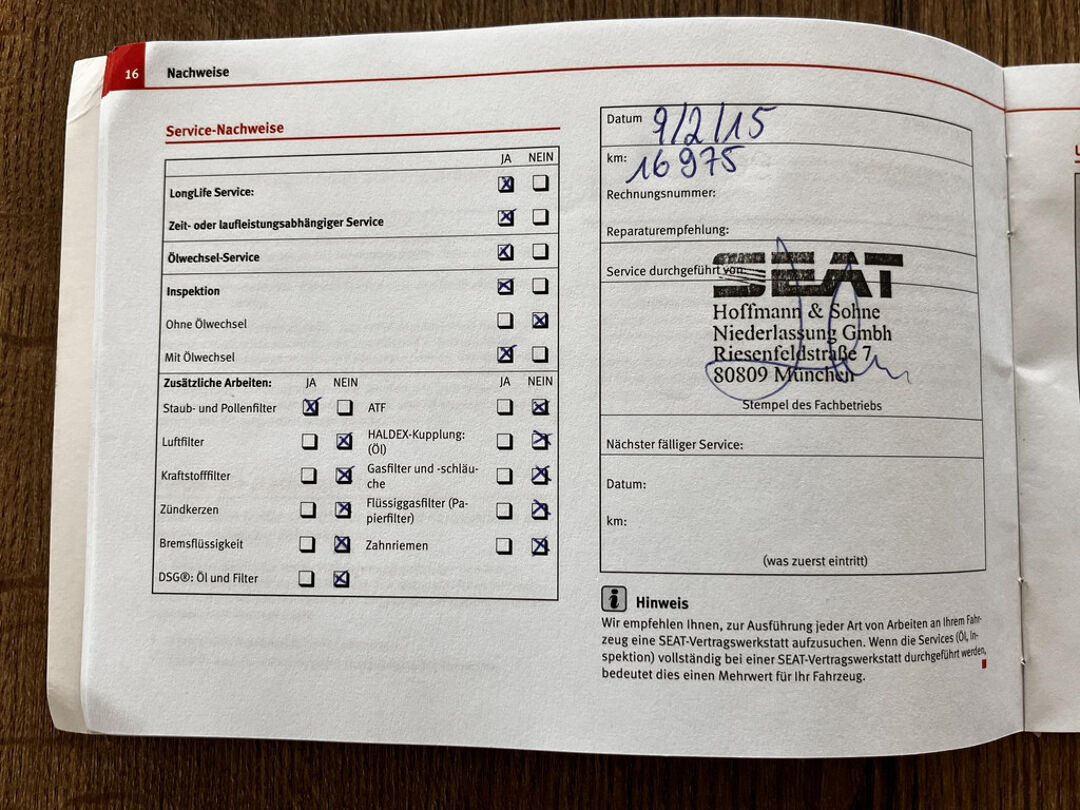 16 Nachweise
Service-Nachweise
JA NEIN
LongLife Service:
Zeit- oder laufleistungsabhängiger Service
Ölwechsel-Service
Inspektion
Ohne Ölwechsel
Mit Ölwechsel
Zusätzliche Arbeiten: JA NEIN JA NEIN
Staub- und Pollenfilter ATF
Luftfilter HALDEX-Kupplung:
(Öl)
Kraftstofffilter Gasfilter und -schläu-
che
Zündkerzen Flüssiggasfilter (Pa-
pierfilter)
Bremsflüssigkeit Zahnriemen
DSG®: Öl und Filter
Datum 9/2/15
km: 16 975
Rechnungsnummer:
Reparaturempfehlung:
Service durchgeführt von
SEAT
Hoffmann & Sohne
Niederlassung Gmbh
Riesenfeldstraße 7
80809 München
Stempel des Fachbetriebs
Nächster fälliger Service:
Datum:
km:
(was zuerst eintritt)
i Hinweis
Wir empfehlen Ihnen, zur Ausführung jeder Art von Arbeiten an Ihrem Fahr-
zeug eine SEAT-Vertragswerkstatt aufzusuchen. Wenn die Services (Öl, In-
spektion) vollständig bei einer SEAT-Vertragswerkstatt durchgeführt werden,
bedeutet dies einen Mehrwert für Ihr Fahrzeug.